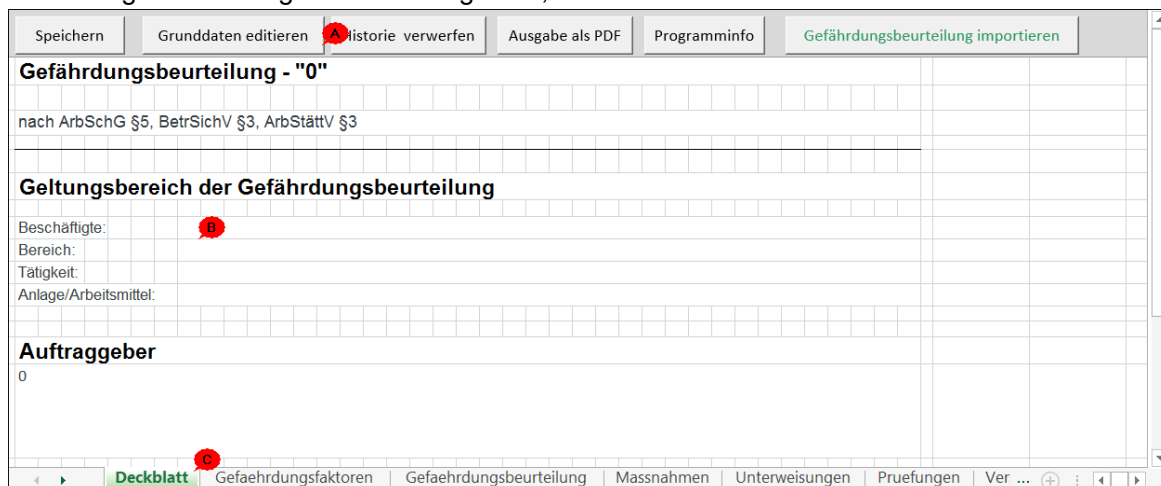 Speichern Grunddaten editieren A Historie verwerfen Ausgabe als PDF Programminfo Gefährdungsbeurteilung importieren
Gefährdungsbeurteilung - "0"
nach ArbSchG §5, BetrSichV §3, ArbStättV §3
Geltungsbereich der Gefährdungsbeurteilung
Beschäftigte: B
Bereich:
Tätigkeit:
Anlage/Arbeitsmittel:
Auftraggeber
0
C
Deckblatt Gefaehrdungsfaktoren Gefaehrdungsbeurteilung Massnahmen Unterweisungen Pruefungen Ver ...